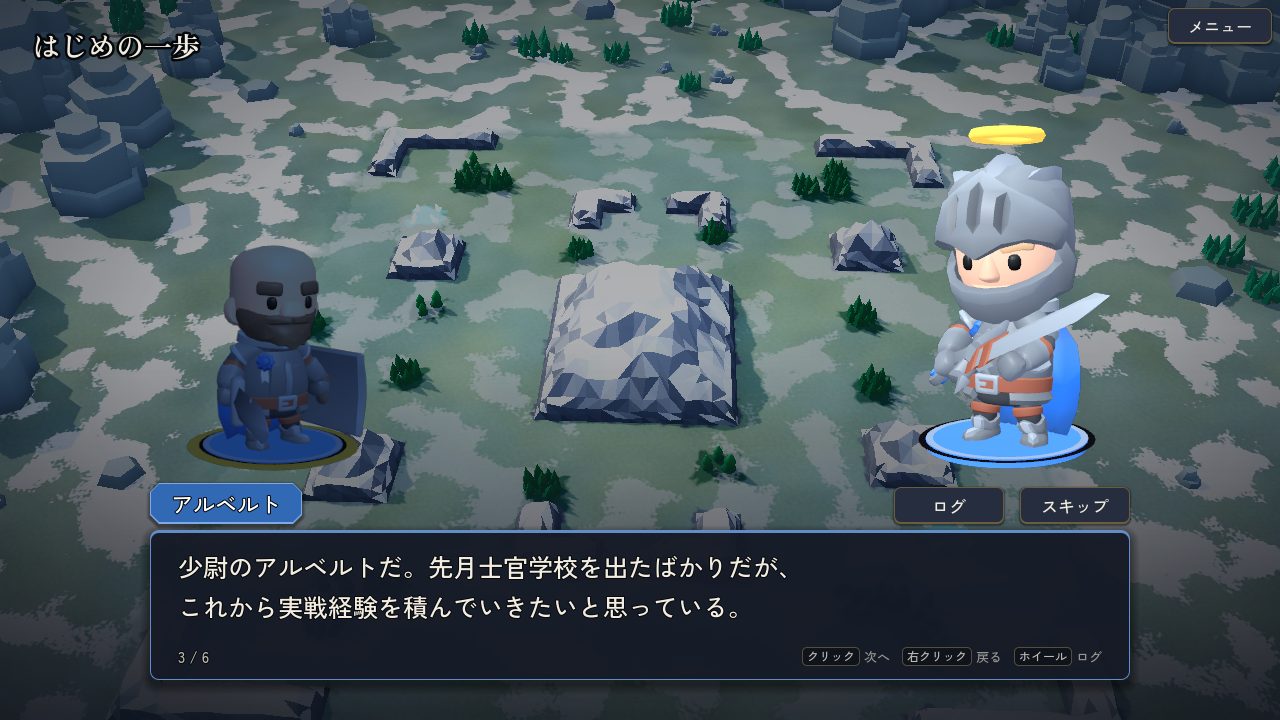 はじめの一歩
メニュー
アルベルト
ログ
スキップ
少尉のアルベルトだ。先月士官学校を出たばかりだが、
これから実戦経験を積んでいきたいと思っている。
3 / 6
クリック 次へ 右クリック 戻る ホイール ログ